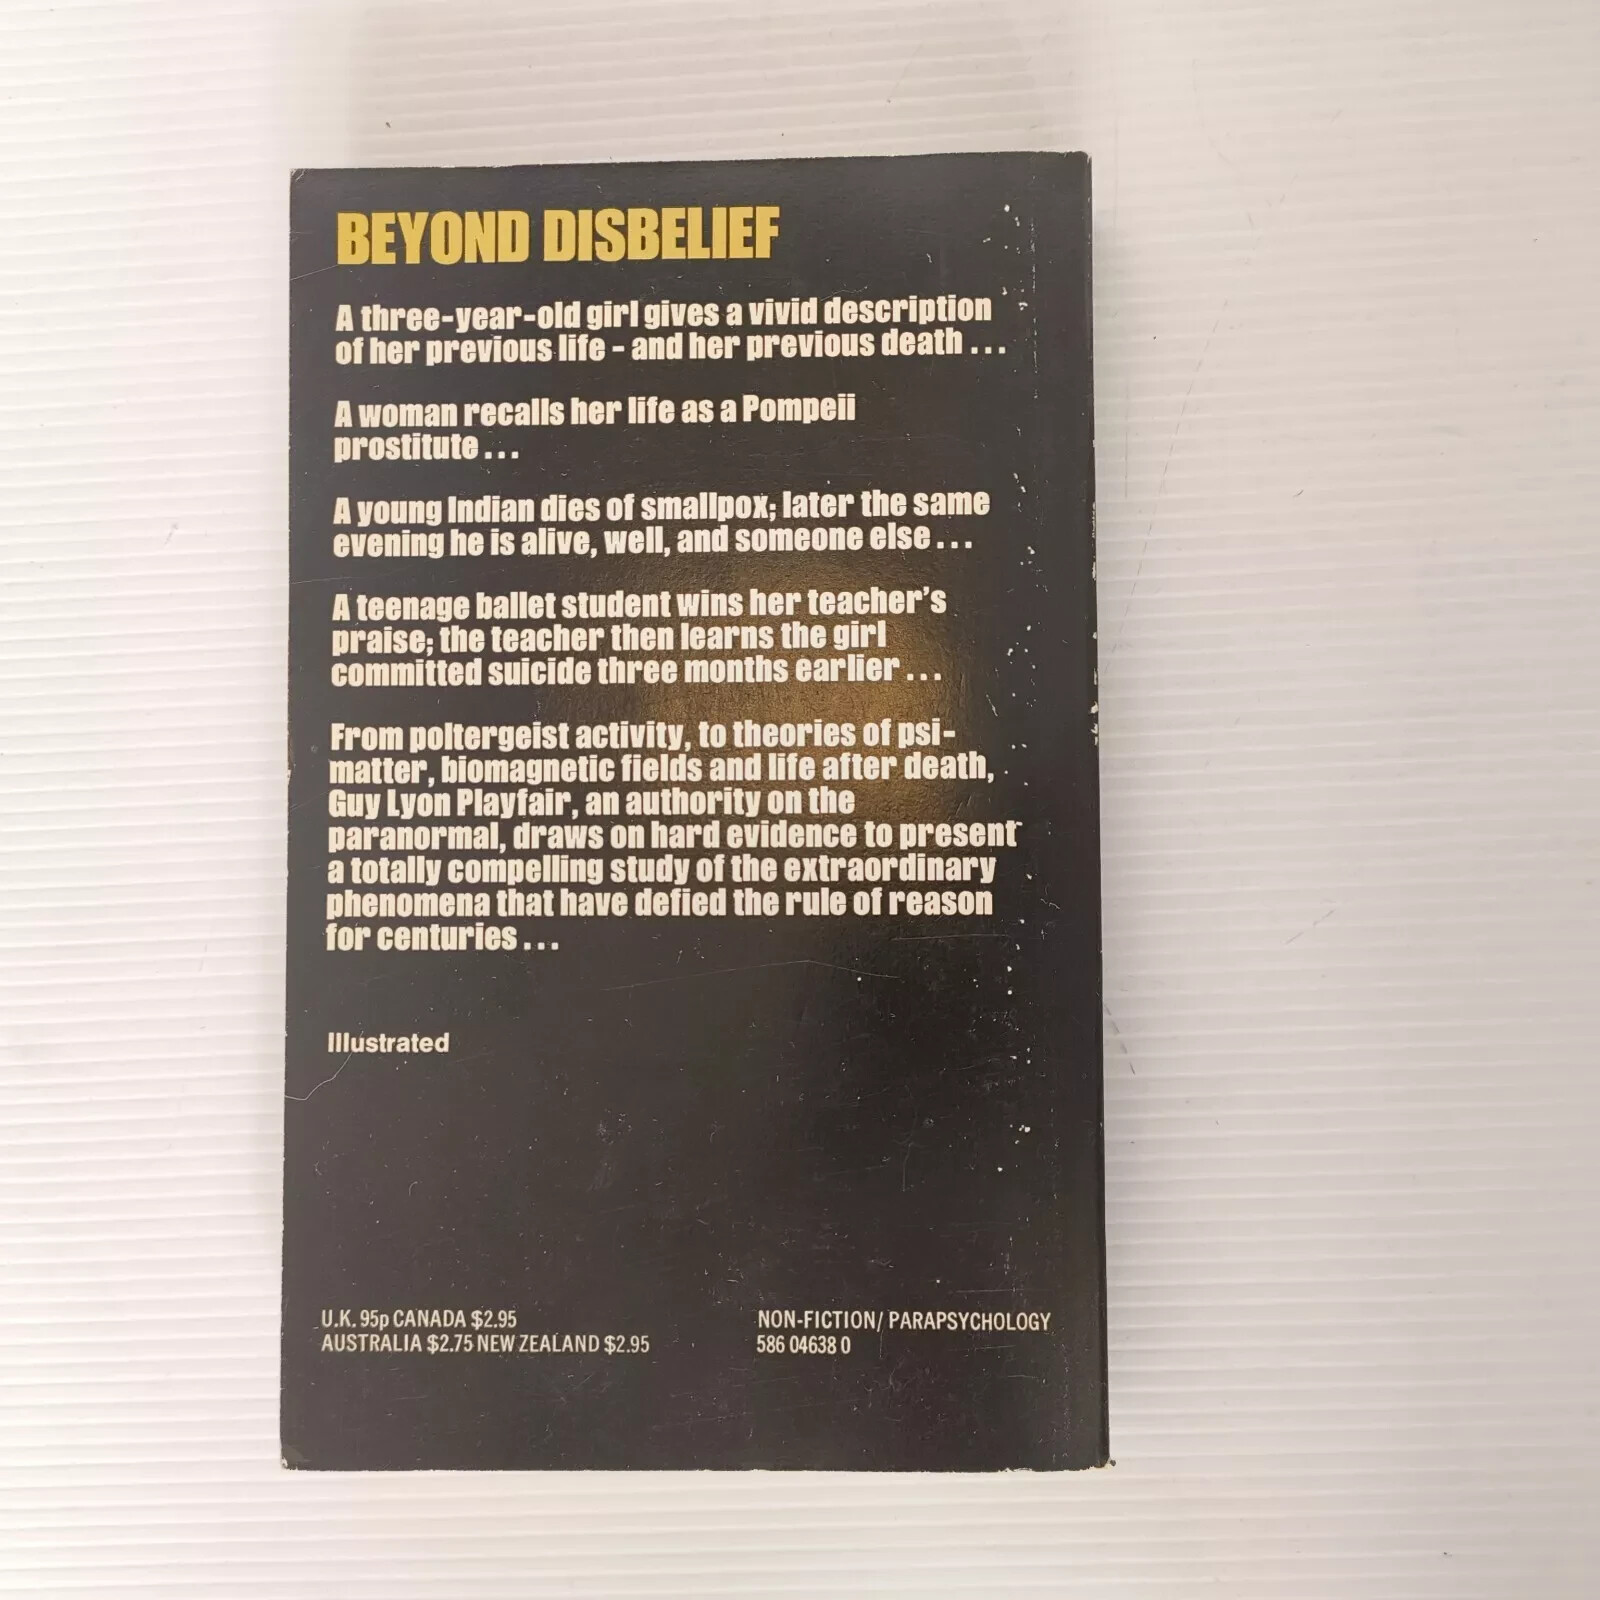 BEYOND DISBELIEF
A three-year-old girl gives a vivid description
of her previous life - and her previous death ...
A woman recalls her life as a Pompeii
prostitute ...
A young Indian dies of smallpox; later the same
evening he is alive, well, and someone else ...
A teenage ballet student wins her teacher's
praise; the teacher then learns the girl
committed suicide three months earlier ...
From poltergeist activity, to theories of psi-
matter, biomagnetic fields and life after death,
Guy Lyon Playfair, an authority on the
paranormal, draws on hard evidence to present
a totally compelling study of the extraordinary
phenomena that have defied the rule of reason
for centuries ...
Illustrated
U.K. 95p CANADA $2.95
AUSTRALIA $2.75 NEW ZEALAND $2.95
NON-FICTION/ PARAPSYCHOLOGY
586 04638 0